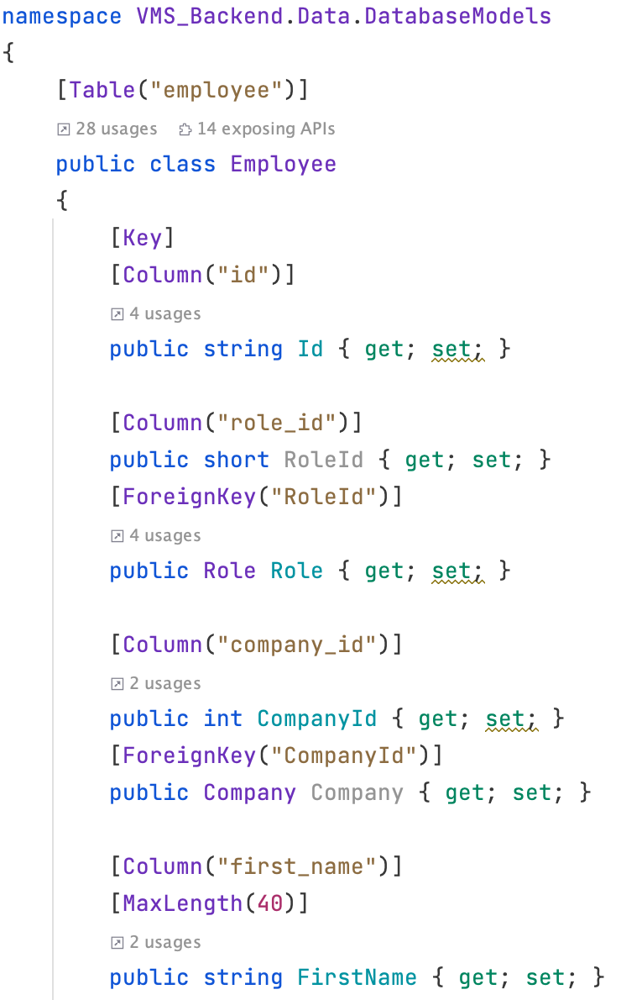 namespace VMS_Backend.Data.DatabaseModels
{
[Table("employee")]
28 usages 14 exposing APIs
public class Employee
{
[Key]
[Column("id")]
4 usages
public string Id { get; set; }
[Column("role_id")]
public short RoleId { get; set; }
[ForeignKey("RoleId")]
4 usages
public Role Role { get; set; }
[Column("company_id")]
2 usages
public int CompanyId { get; set; }
[ForeignKey("CompanyId")]
public Company Company { get; set; }
[Column("first_name")]
[MaxLength(40)]
2 usages
public string FirstName { get; set; }